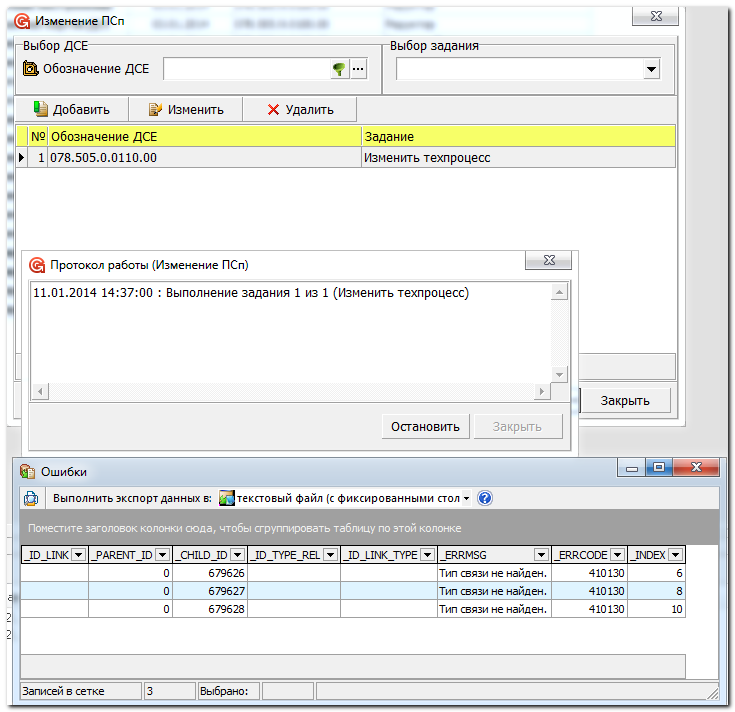 Изменение ПСп
Выбор ДСЕ
Выбор задания
Обозначение ДСЕ
Добавить Изменить Удалить
№ Обозначение ДСЕ Задание
1 078.505.0.0110.00 Изменить техпроцесс
Протокол работы (Изменение ПСп)
11.01.2014 14:37:00 : Выполнение задания 1 из 1 (Изменить техпроцесс)
Закрыть
Остановить Закрыть
Ошибки
Выполнить экспорт данных в: текстовый файл (с фиксированными стол
Поместите заголовок колонки сюда, чтобы сгруппировать таблицу по этой колонке
_ID_LINK _PARENT_ID _CHILD_ID _ID_TYPE_REL _ID_LINK_TYPE _ERRMSG _ERRCODE _INDEX
0 679626 Тип связи не найден. 410130 6
0 679627 Тип связи не найден. 410130 8
0 679628 Тип связи не найден. 410130 10
Записей в сетке 3 Выбрано: